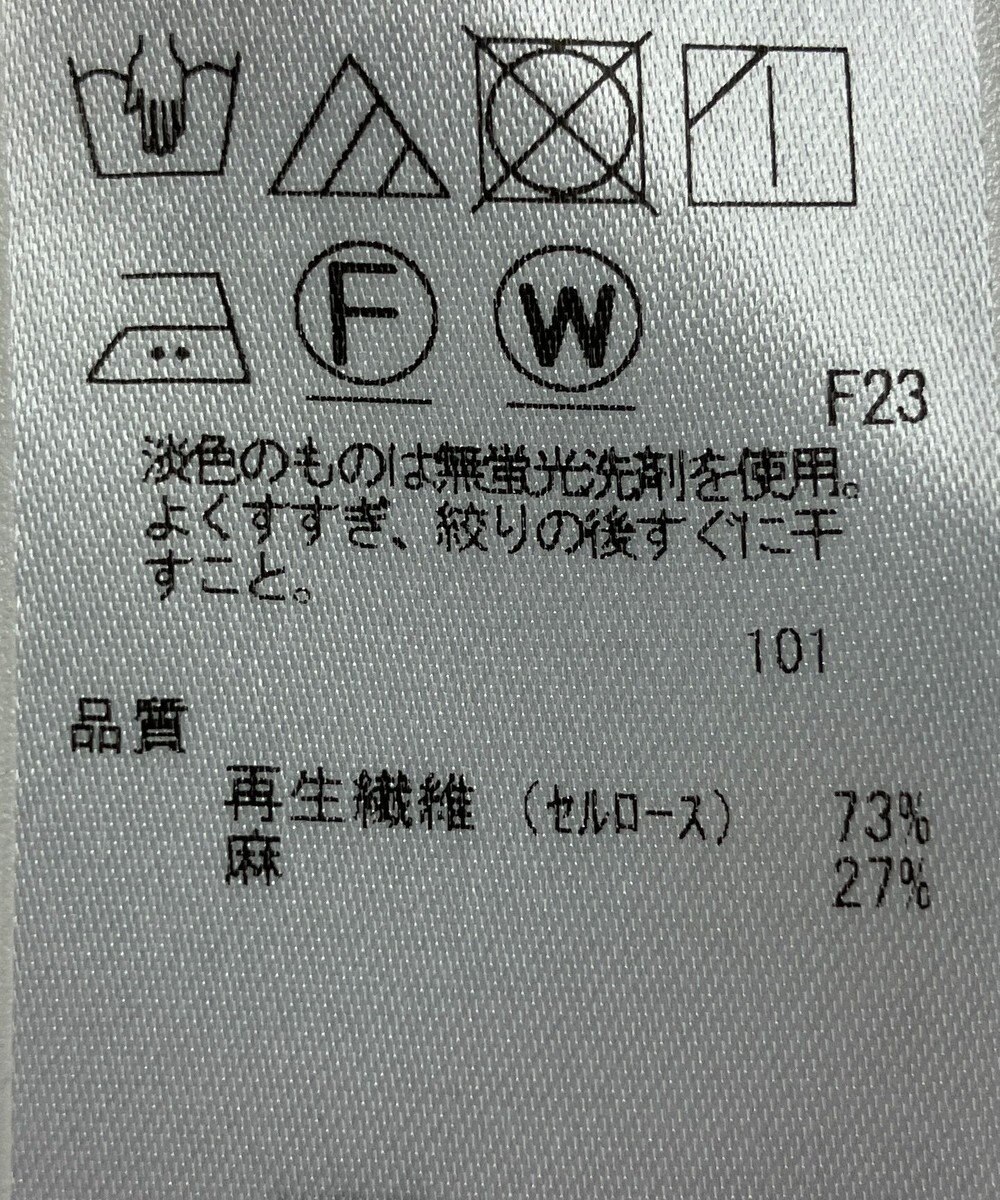 F
W
F23
淡色のものは無蛍光洗剤を使用。
よくすすぎ、絞りの後すぐに干
すこと。
101
品質
再生繊維 (セルロース) 73%
麻 27%